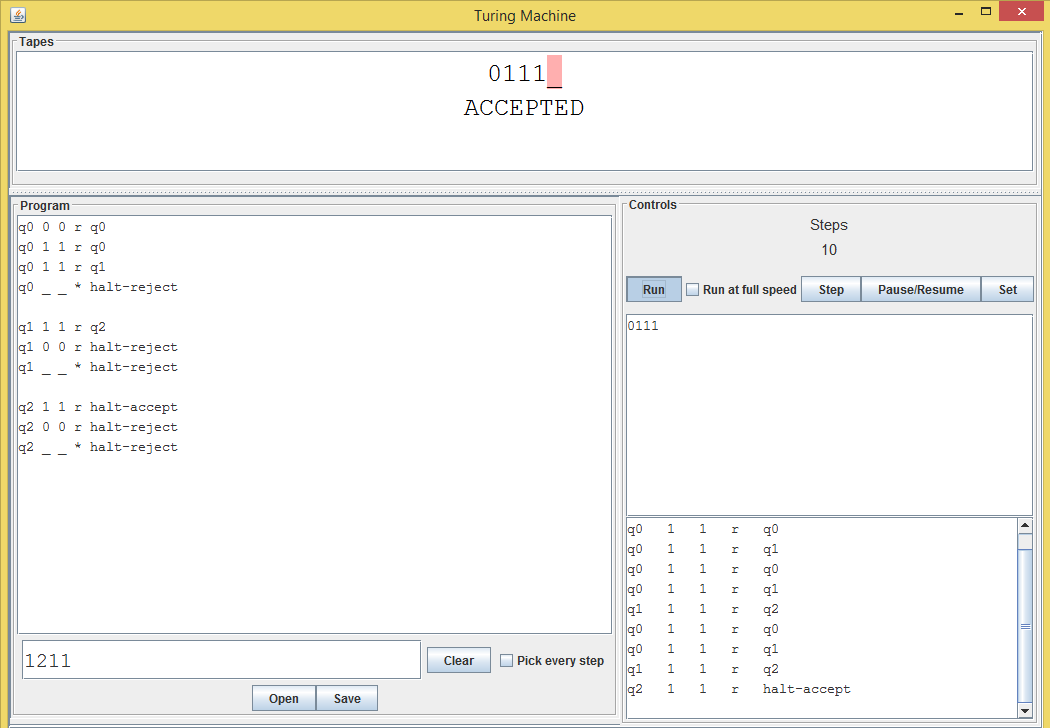 Turing Machine
Tapes
0111_
ACCEPTED
Program
q0 0 0 r q0
q0 1 1 r q0
q0 1 1 r q1
q0 _ _ * halt-reject
q1 1 1 r q2
q1 0 0 r halt-reject
q1 _ _ * halt-reject
q2 1 1 r halt-accept
q2 0 0 r halt-reject
q2 _ _ * halt-reject
1211
Clear
Pick every step
Open
Save
Controls
Steps
10
Run
Run at full speed
Step
Pause/Resume
Set
0111
q0 1 1 r q0
q0 1 1 r q1
q0 1 1 r q0
q0 1 1 r q1
q1 1 1 r q2
q0 1 1 r q0
q0 1 1 r q1
q1 1 1 r q2
q2 1 1 r halt-accept